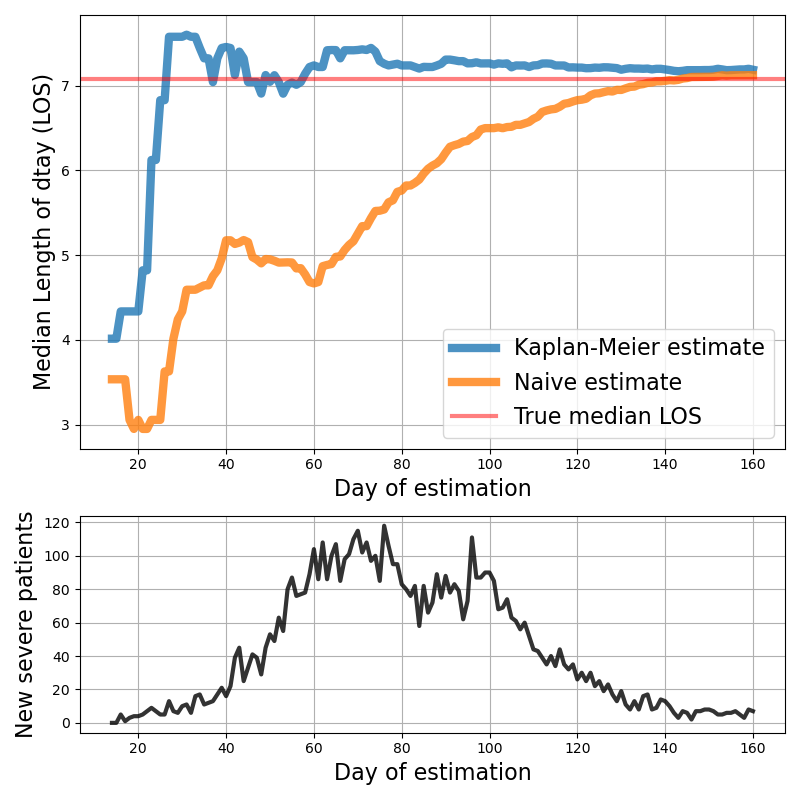 Median Length of dtay (LOS)
7
6
5
4
3
Kaplan-Meier estimate
Naive estimate
True median LOS
20 40 60 80 100 120 140 160
Day of estimation
New severe patients
120
100
80
60
40
20
0
20 40 60 80 100 120 140 160
Day of estimation